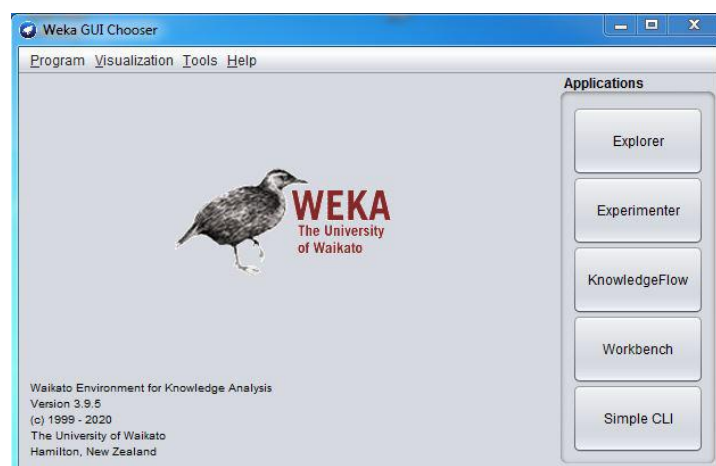 Weka GUI Chooser
Program Visualization Tools Help
Applications
Explorer
Experimenter
KnowledgeFlow
Workbench
Simple CLI
WEKA
The University
of Waikato
Waikato Environment for Knowledge Analysis
Version 3.9.5
(c) 1999 - 2020
The University of Waikato
Hamilton, New Zealand